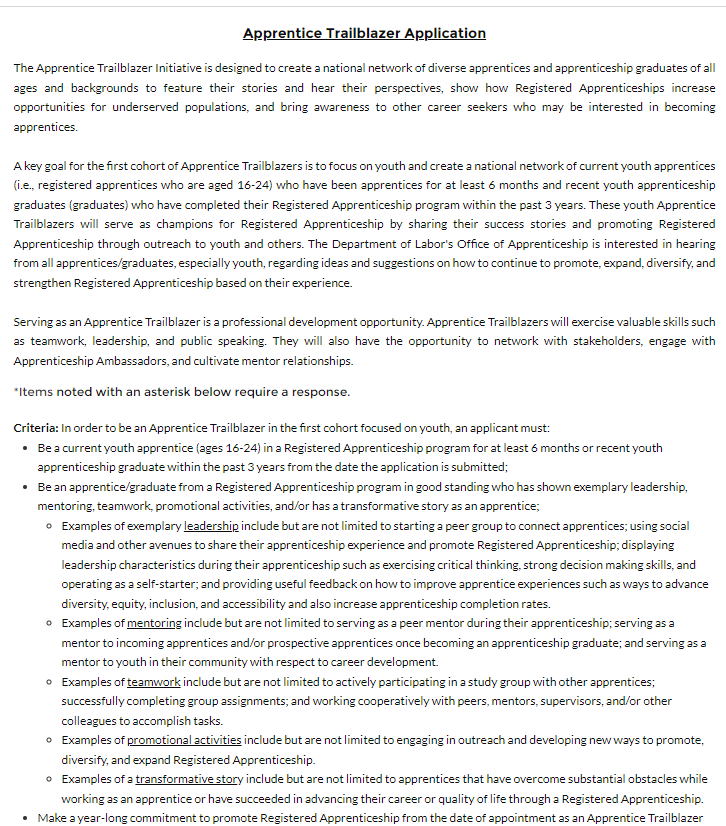 Apprentice Trailblazer Application
The Apprentice Trailblazer Initiative is designed to create a national network of diverse apprentices and apprenticeship graduates of all
ages and backgrounds to feature their stories and hear their perspectives, show how Registered Apprenticeships increase
opportunities for underserved populations, and bring awareness to other career seekers who may be interested in becoming
apprentices.
A key goal for the first cohort of Apprentice Trailblazers is to focus on youth and create a national network of current youth apprentices
(i.e., registered apprentices who are aged 16-24) who have been apprentices for at least 6 months and recent youth apprenticeship
graduates (graduates) who have completed their Registered Apprenticeship program within the past 3 years. These youth Apprentice
Trailblazers will serve as champions for Registered Apprenticeship by sharing their success stories and promoting Registered
Apprenticeship through outreach to youth and others. The Department of Labor's Office of Apprenticeship is interested in hearing
from all apprentices/graduates, especially youth, regarding ideas and suggestions on how to continue to promote, expand, diversify, and
strengthen Registered Apprenticeship based on their experience.
Serving as an Apprentice Trailblazer is a professional development opportunity. Apprentice Trailblazers will exercise valuable skills such
as teamwork, leadership, and public speaking. They will also have the opportunity to network with stakeholders, engage with
Apprenticeship Ambassadors, and cultivate mentor relationships.
*Items noted with an asterisk below require a response.
Criteria: In order to be an Apprentice Trailblazer in the first cohort focused on youth, an applicant must:
• Be a current youth apprentice (ages 16-24) in a Registered Apprenticeship program for at least 6 months or recent youth
apprenticeship graduate within the past 3 years from the date the application is submitted;
• Be an apprentice/graduate from a Registered Apprenticeship program in good standing who has shown exemplary leadership,
mentoring, teamwork, promotional activities, and/or has a transformative story as an apprentice;
◦ Examples of exemplary leadership include but are not limited to starting a peer group to connect apprentices; using social
media and other avenues to share their apprenticeship experience and promote Registered Apprenticeship; displaying
leadership characteristics during their apprenticeship such as exercising critical thinking, strong decision making skills, and
operating as a self-starter; and providing useful feedback on how to improve apprentice experiences such as ways to advance
diversity, equity, inclusion, and accessibility and also increase apprenticeship completion rates.
◦ Examples of mentoring include but are not limited to serving as a peer mentor during their apprenticeship; serving as a
mentor to incoming apprentices and/or prospective apprentices once becoming an apprenticeship graduate; and serving as a
mentor to youth in their community with respect to career development.
◦ Examples of teamwork include but are not limited to actively participating in a study group with other apprentices;
successfully completing group assignments; and working cooperatively with peers, mentors, supervisors, and/or other
colleagues to accomplish tasks.
◦ Examples of promotional activities include but are not limited to engaging in outreach and developing new ways to promote,
diversify, and expand Registered Apprenticeship.
◦ Examples of a transformative story include but are not limited to apprentices that have overcome substantial obstacles while
working as an apprentice or have succeeded in advancing their career or quality of life through a Registered Apprenticeship.
• Make a year-long commitment to promote Registered Apprenticeship from the date of appointment as an Apprentice Trailblazer